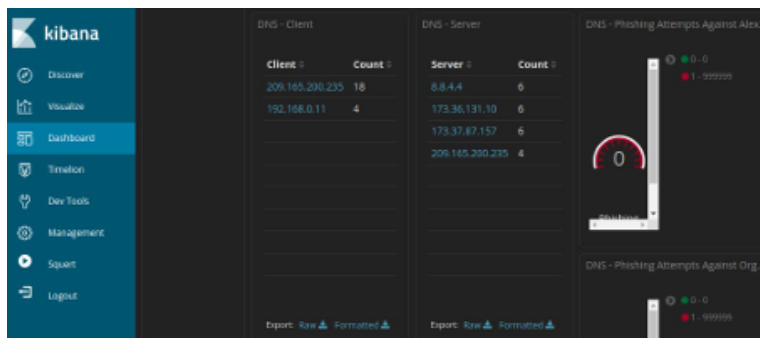 kibana
Discover
Visualize
Dashboard
Timelion
Dev Tools
Management
Squert
Logout
DNS - Client
Client Count
209.165.200.235 18
192.168.0.11 4
Export: Raw Formatted
DNS - Server
Server Count
8.8.4.4 6
173.36.131.10 6
173.37.87.157 6
209.165.200.235 4
Export: Raw Formatted
DNS - Phishing Attempts Against Alex
0 - 0
1 - 999999
0
Phishing
DNS - Phishing Attempts Against Org.
0 - 0
1 - 999999